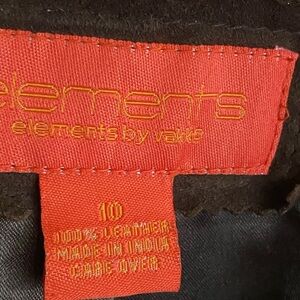 elements
elements by vakko
10
100% LEATHER
MADE IN INDIA
CARE OVER